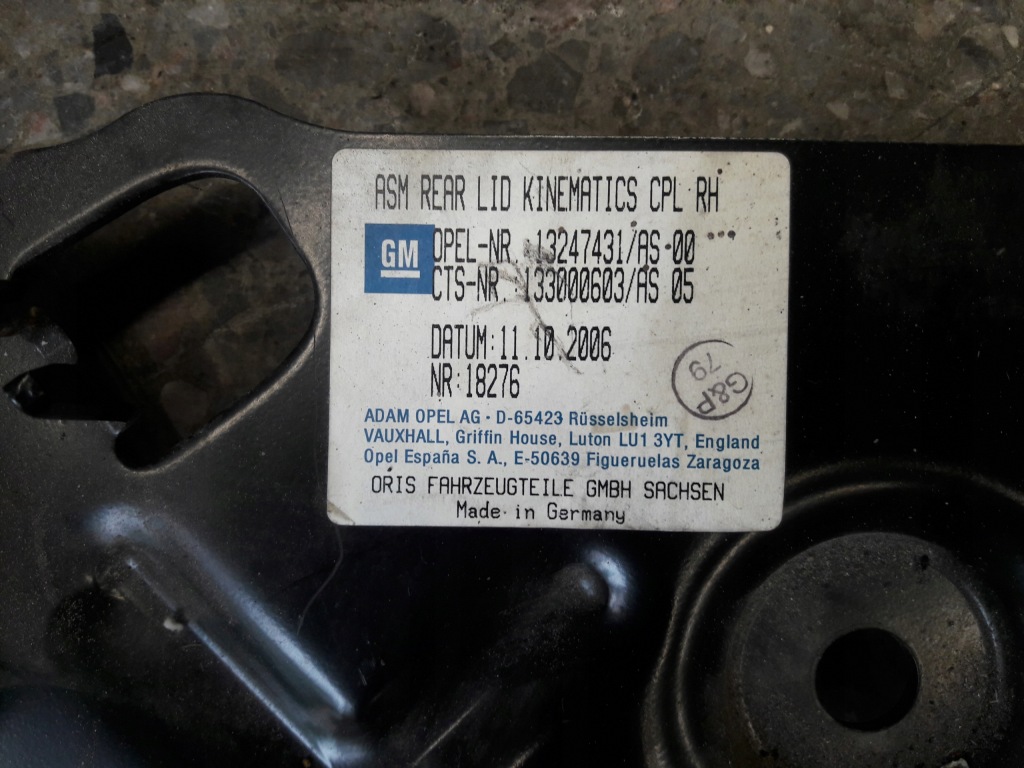 ASM REAR LID KINEMATICS CPL RH
GM
OPEL-NR. 13247431/AS 00
CTS-NR. 133000603/AS 05
DATUM:11.10.2006
NR:18276
G&P
79
ADAM OPEL AG · D-65423 Rüsselsheim
VAUXHALL, Griffin House, Luton LU1 3YT, England
Opel España S. A., E-50639 Figueruelas Zaragoza
ORIS FAHRZEUGTEILE GMBH SACHSEN
Made in Germany